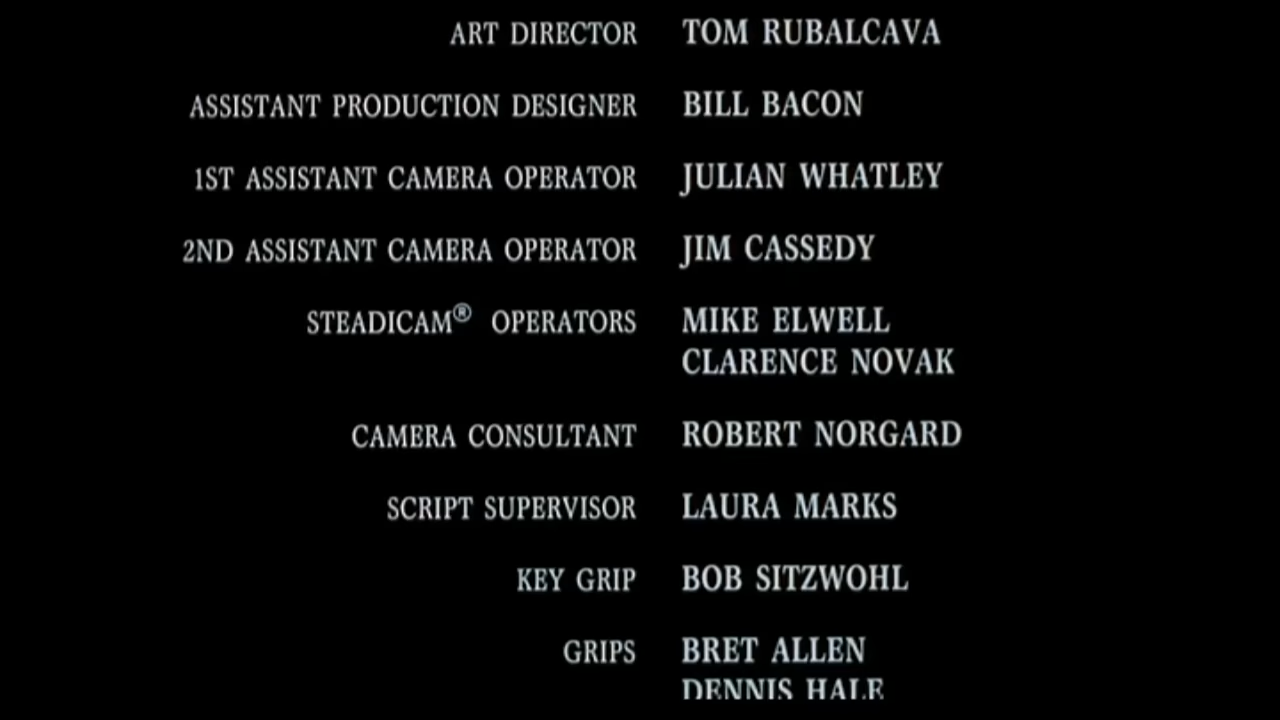 ART DIRECTOR TOM RUBALCAVA
ASSISTANT PRODUCTION DESIGNER BILL BACON
1ST ASSISTANT CAMERA OPERATOR JULIAN WHATLEY
2ND ASSISTANT CAMERA OPERATOR JIM CASSEDY
STEADICAM® OPERATORS MIKE ELWELL
CLARENCE NOVAK
CAMERA CONSULTANT ROBERT NORGARD
SCRIPT SUPERVISOR LAURA MARKS
KEY GRIP BOB SITZWOHL
GRIPS BRET ALLEN
DENNIS HALE